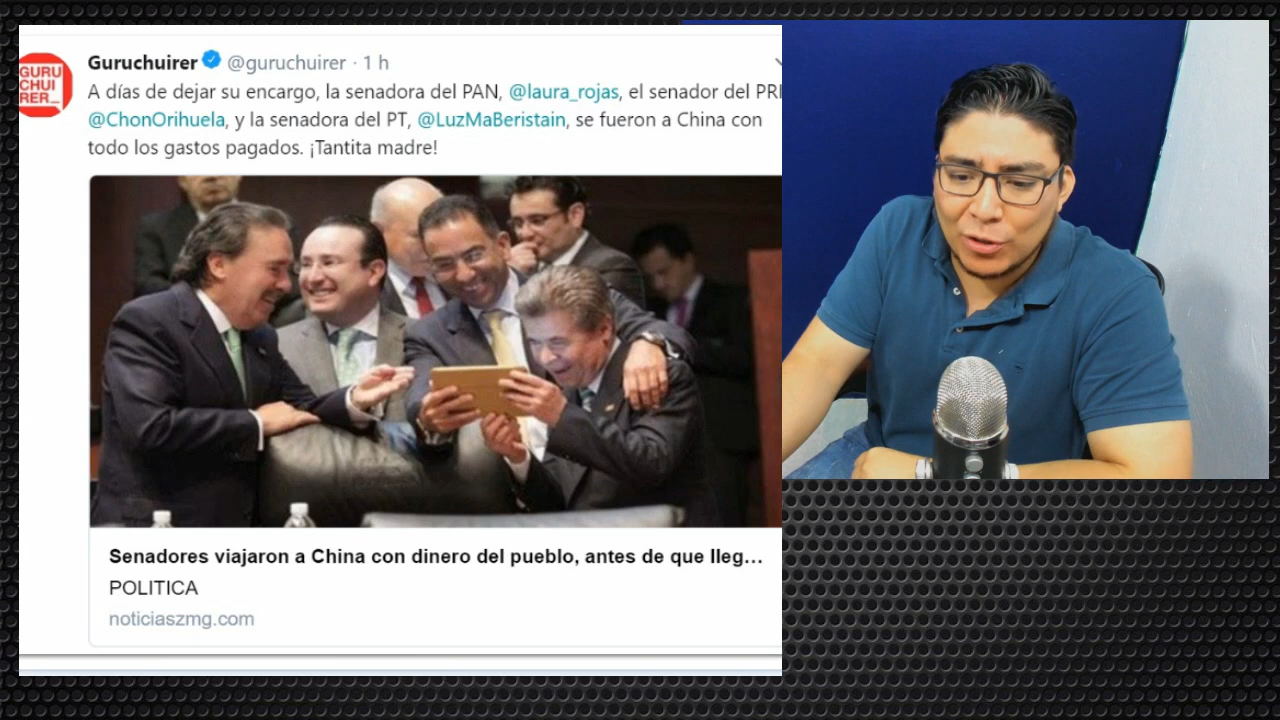 GURU
CHUI
RER_
Guruchuirer @guruchuirer · 1 h
A días de dejar su encargo, la senadora del PAN, @laura_rojas, el senador del PRI
@ChonOrihuela, y la senadora del PT, @LuzMaBeristain, se fueron a China con
todo los gastos pagados. ¡Tantita madre!
Senadores viajaron a China con dinero del pueblo, antes de que lleg...
POLITICA
noticiaszmg.com